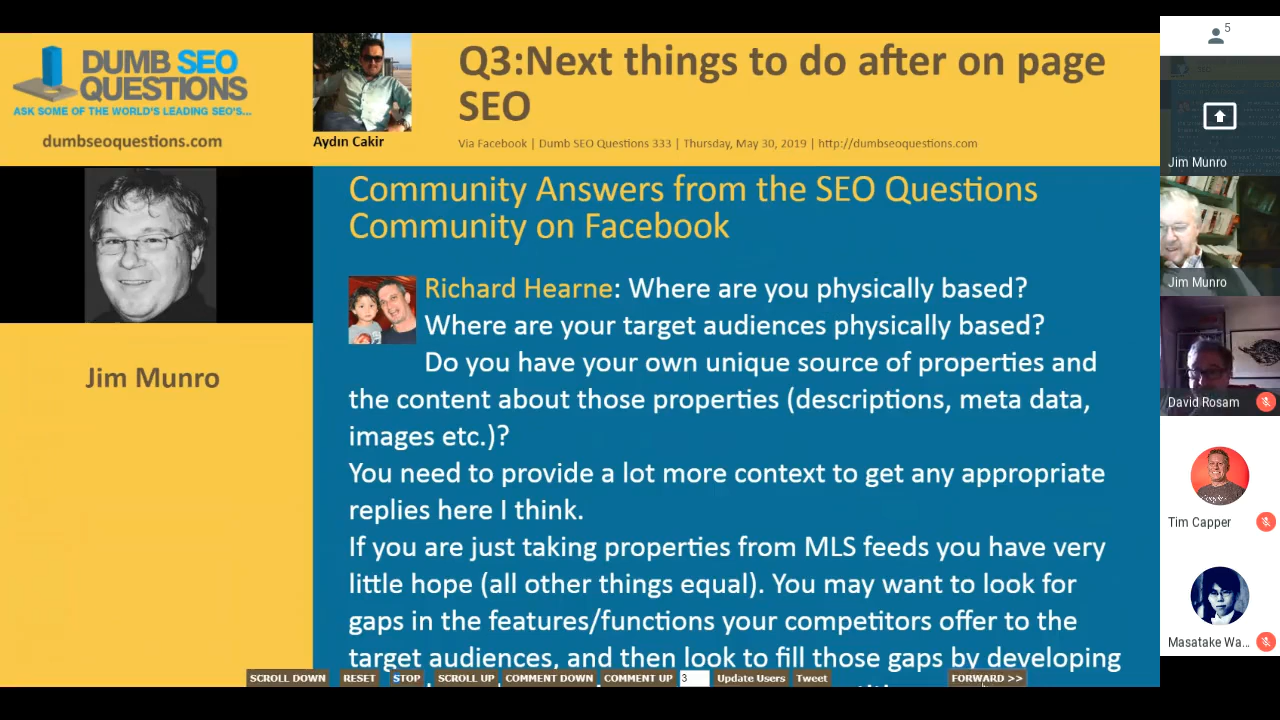 DUMB SEO
QUESTIONS
ASK SOME OF THE WORLD'S LEADING SEO'S...
dumbseoquestions.com
Aydın Cakir
Q3:Next things to do after on page
SEO
Via Facebook | Dumb SEO Questions 333 | Thursday, May 30, 2019 | http://dumbseoquestions.com
Jim Munro
Community Answers from the SEO Questions
Community on Facebook
Richard Hearne: Where are you physically based?
Where are your target audiences physically based?
Do you have your own unique source of properties and
the content about those properties (descriptions, meta data,
images etc.)?
You need to provide a lot more context to get any appropriate
replies here I think.
If you are just taking properties from MLS feeds you have very
little hope (all other things equal). You may want to look for
gaps in the features/functions your competitors offer to the
target audiences, and then look to fill those gaps by developing
SCROLL DOWN RESET STOP SCROLL UP COMMENT DOWN COMMENT UP 3 Update Users Tweet FORWARD >>
5
Jim Munro
Jim Munro
David Rosam
Tim Capper
Masatake Wa...